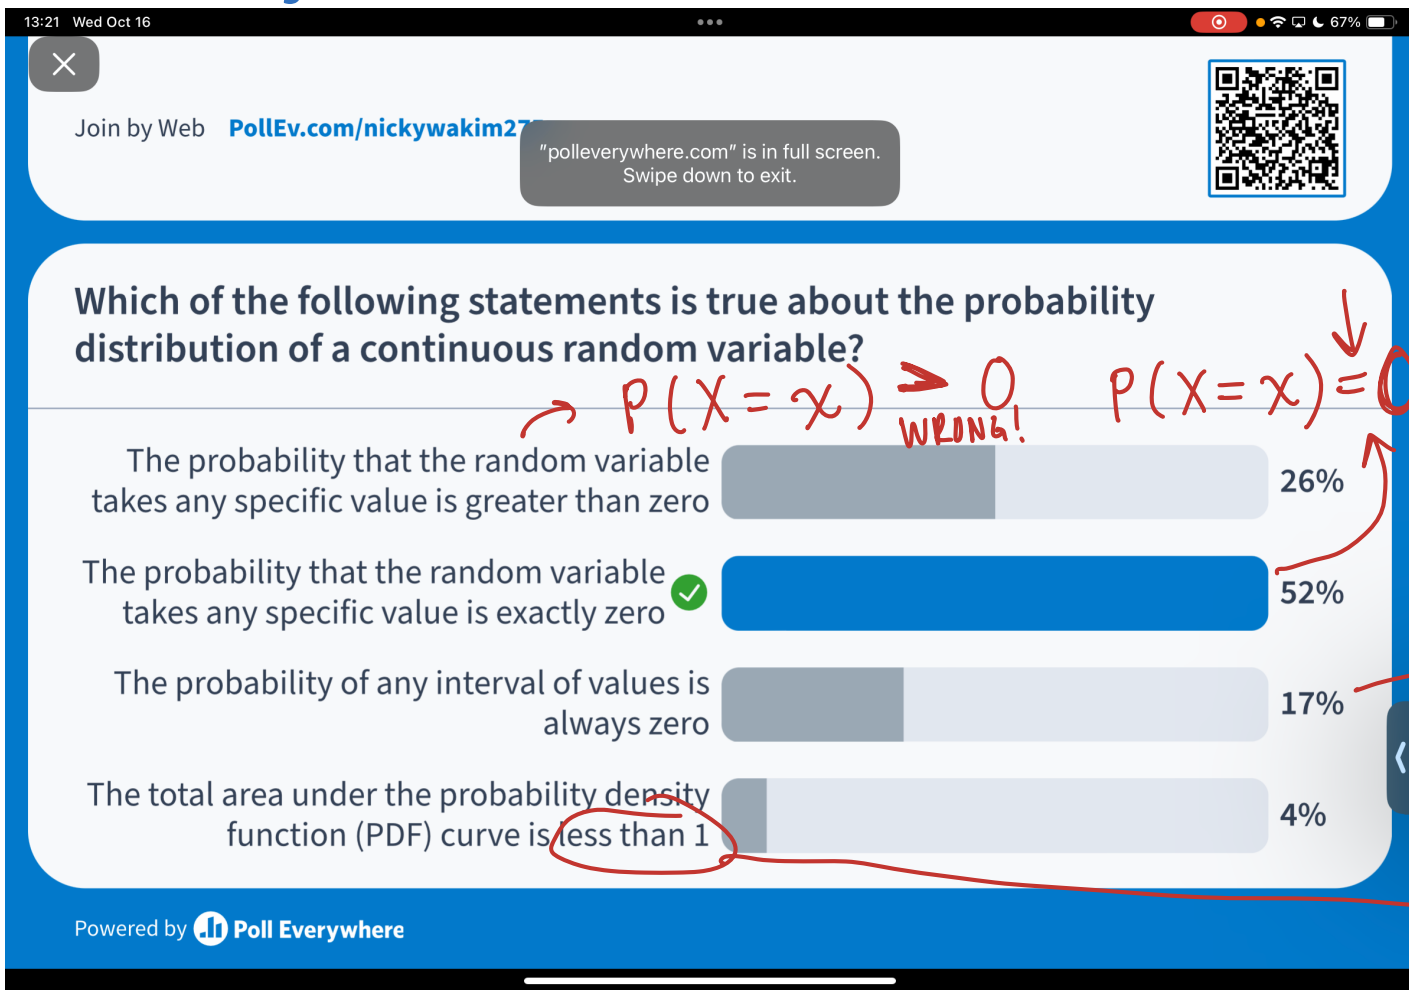 13:21 Wed Oct 16
67%
Join by Web PollEv.com/nickywakim27
"polleverywhere.com" is in full screen.
Swipe down to exit.
Which of the following statements is true about the probability
distribution of a continuous random variable?
P(X = x) > 0 P(X = x) = 0
WRONG!
The probability that the random variable
takes any specific value is greater than zero
26%
The probability that the random variable
takes any specific value is exactly zero
52%
The probability of any interval of values is
always zero
17%
The total area under the probability density
function (PDF) curve is less than 1
4%
Powered by Poll Everywhere